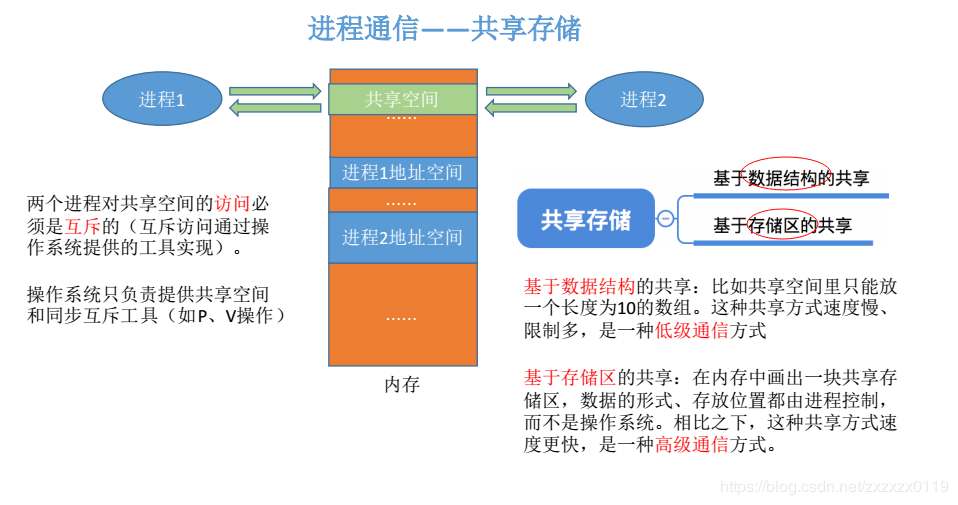 进程通信——共享存储
进程1
共享空间
进程2
......
进程1地址空间
......
进程2地址空间
......
内存
两个进程对共享空间的访问必
须是互斥的（互斥访问通过操
作系统提供的工具实现）。
操作系统只负责提供共享空间
和同步互斥工具（如P、V操作）
共享存储
基于数据结构的共享
基于存储区的共享
基于数据结构的共享：比如共享空间里只能放
一个长度为10的数组。这种共享方式速度慢、
限制多，是一种低级通信方式
基于存储区的共享：在内存中画出一块共享存
储区，数据的形式、存放位置都由进程控制，
而不是操作系统。相比之下，这种共享方式速
度更快，是一种高级通信方式。
https://blog.csdn.net/zxzxzx0119